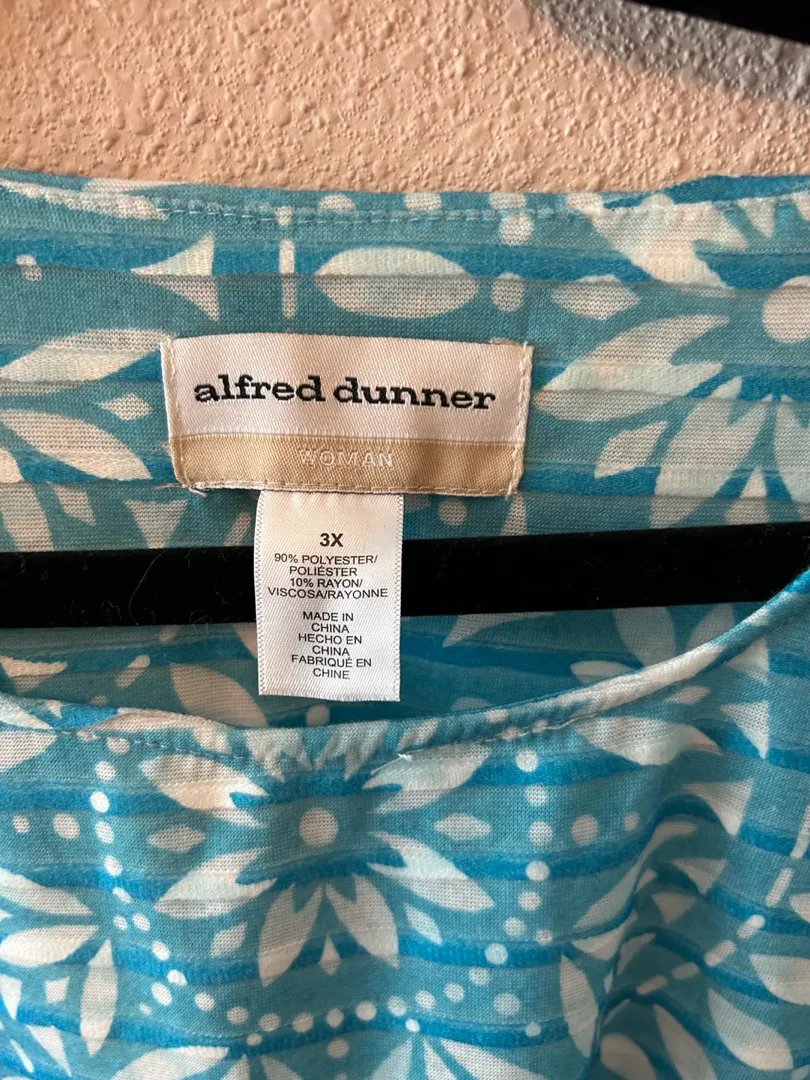 alfred dunner
WOMAN
3X
90% POLYESTER/
POLIÉSTER
10% RAYON/
VISCOSA/RAYONNE
MADE IN
CHINA
HECHO EN
CHINA
FABRIQUÉ EN
CHINE